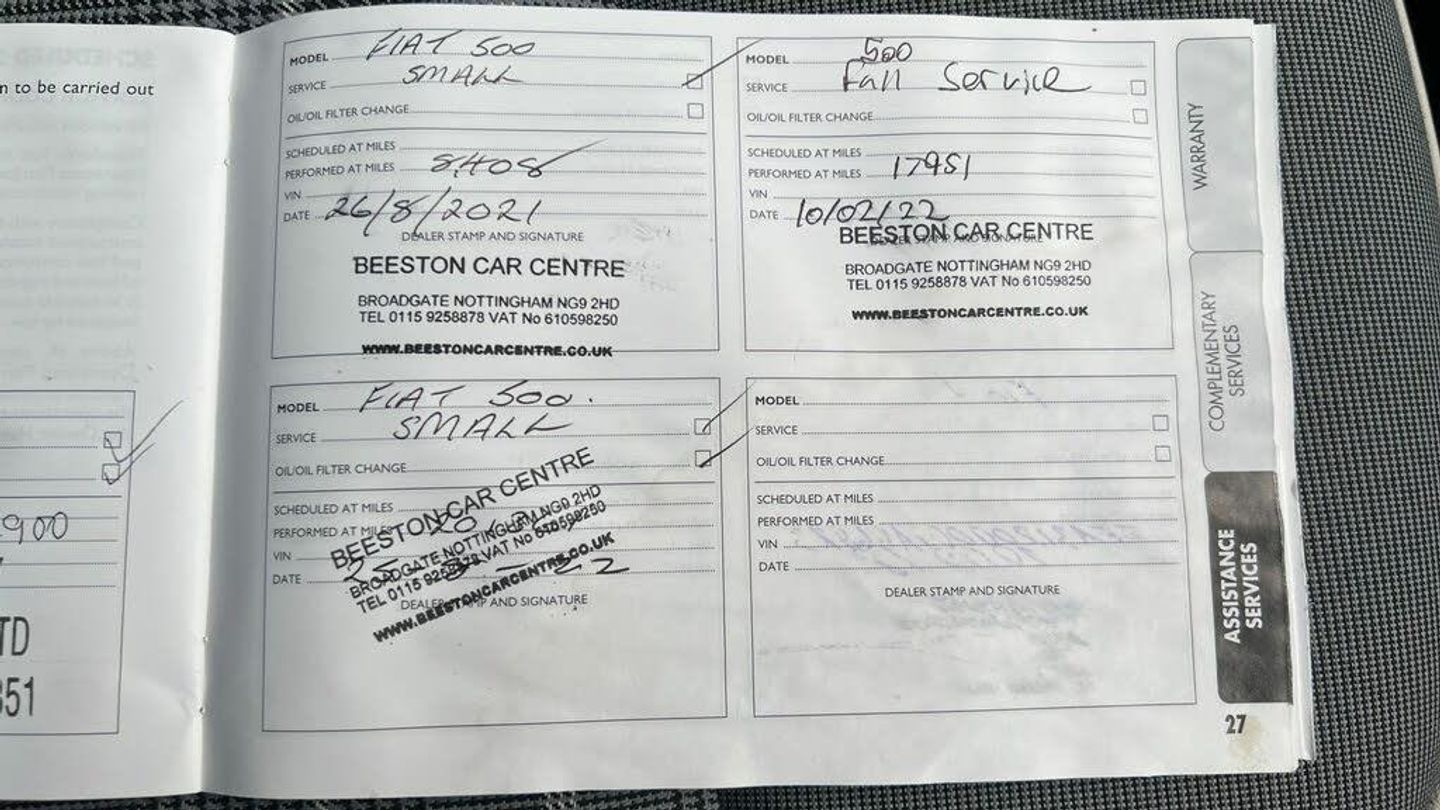 n to be carried out
900
TD
351
MODEL FIAT 500
SERVICE SMALL
OIL/OIL FILTER CHANGE
SCHEDULED AT MILES
PERFORMED AT MILES 8,408
VIN
DATE 26/8/2021
DEALER STAMP AND SIGNATURE
BEESTON CAR CENTRE
BROADGATE NOTTINGHAM NG9 2HD
TEL 0115 9258878 VAT No 610598250
WWW.BEESTONCARCENTRE.CO.UK
MODEL 500
SERVICE Full Service
OIL/OIL FILTER CHANGE
SCHEDULED AT MILES
PERFORMED AT MILES 17951
VIN
DATE 10/02/22
DEALER STAMP AND SIGNATURE
BEESTON CAR CENTRE
BROADGATE NOTTINGHAM NG9 2HD
TEL 0115 9258878 VAT No 610598250
WWW.BEESTONCARCENTRE.CO.UK
MODEL FIAT 500.
SERVICE SMALL
OIL/OIL FILTER CHANGE
SCHEDULED AT MILES
PERFORMED AT MILES
VIN
DATE
DEALER STAMP AND SIGNATURE
BEESTON CAR CENTRE
BROADGATE NOTTINGHAM NG9 2HD
TEL 0115 9258878 VAT No 610598250
WWW.BEESTONCARCENTRE.CO.UK
MODEL
SERVICE
OIL/OIL FILTER CHANGE
SCHEDULED AT MILES
PERFORMED AT MILES
VIN
DATE
DEALER STAMP AND SIGNATURE
WARRANTY
COMPLEMENTARY
SERVICES
ASSISTANCE
SERVICES
27